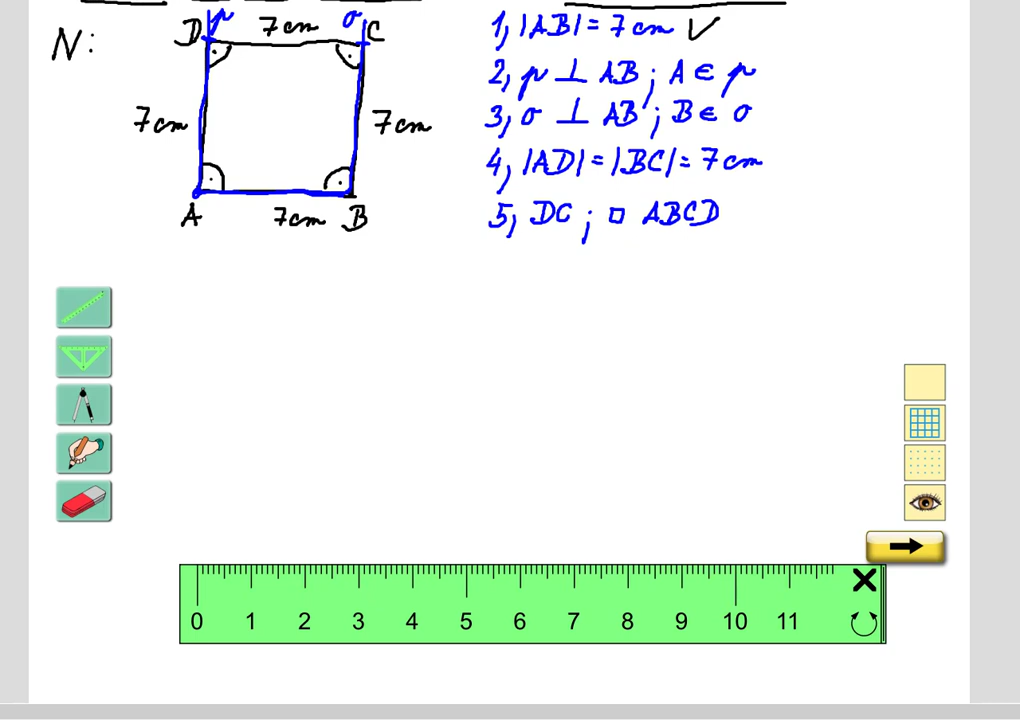 N:
D p 7cm o C
7cm 7cm
A 7cm B
1, |AB| = 7cm ✓
2, p ⊥ AB ; A ∈ p
3, o ⊥ AB ; B ∈ o
4, |AD| = |BC| = 7cm
5, DC ; □ ABCD
0 1 2 3 4 5 6 7 8 9 10 11